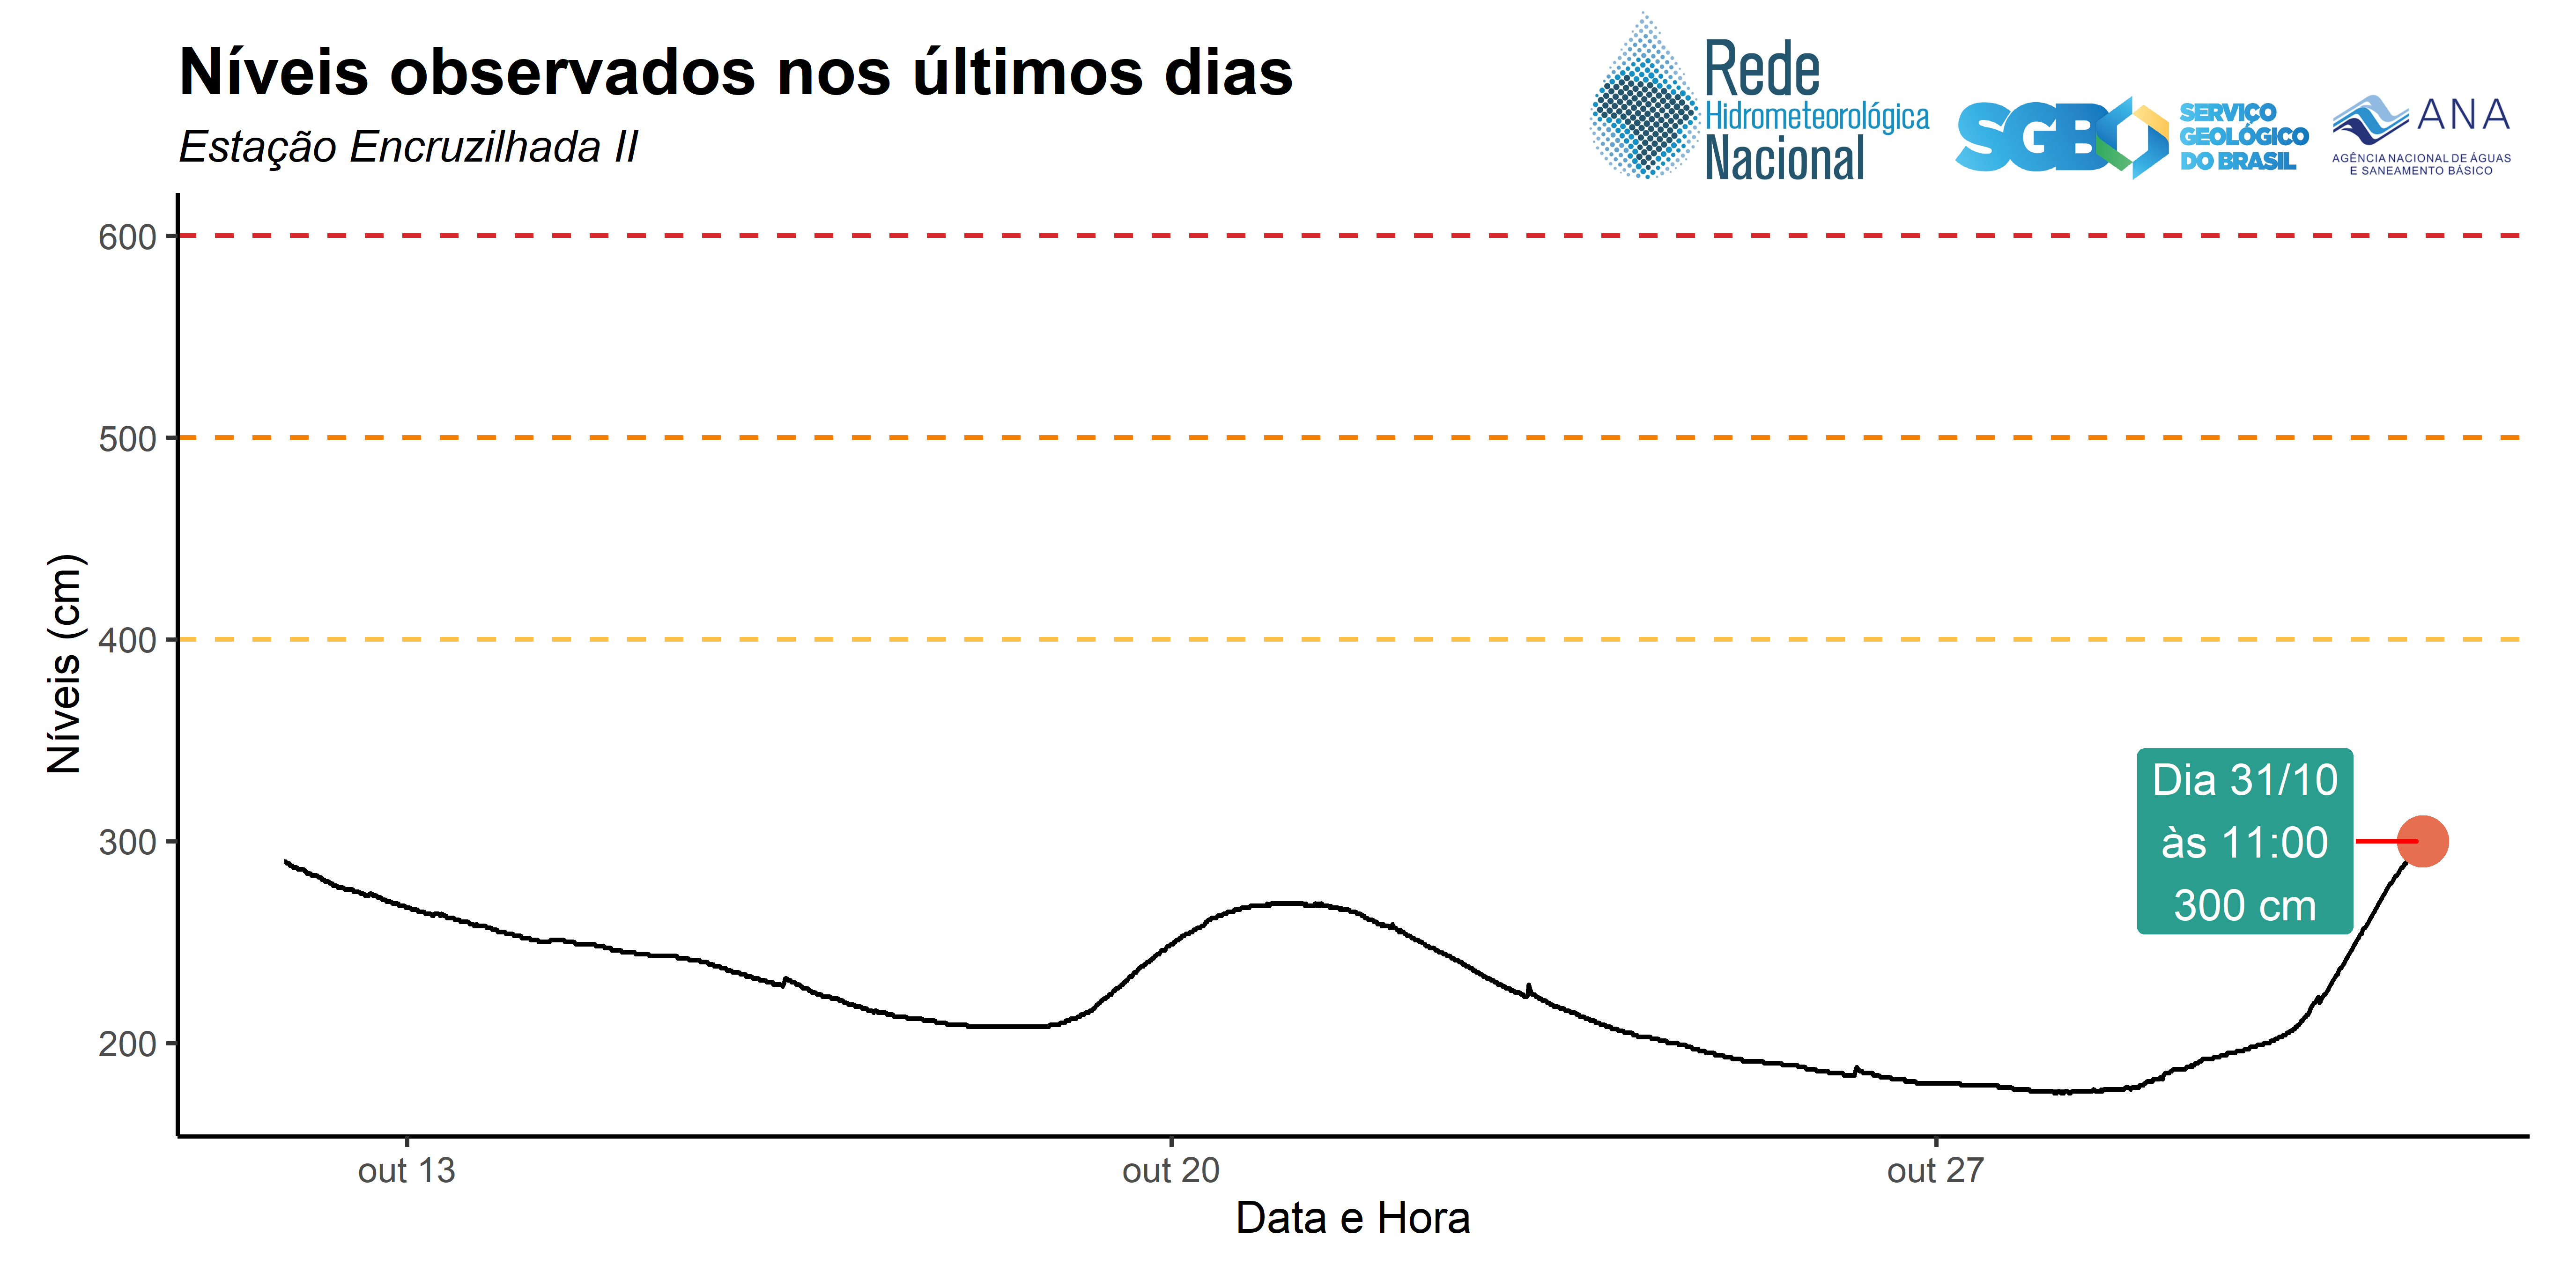 Níveis observados nos últimos dias
Estação Encruzilhada II
Rede
Hidrometeorológica
Nacional
SGB
SERVIÇO
GEOLÓGICO
DO BRASIL
ANA
AGÊNCIA NACIONAL DE ÁGUAS
E SANEAMENTO BÁSICO
Níveis (cm)
600
500
400
300
200
Dia 31/10
às 11:00
300 cm
out 13
out 20
out 27
Data e Hora